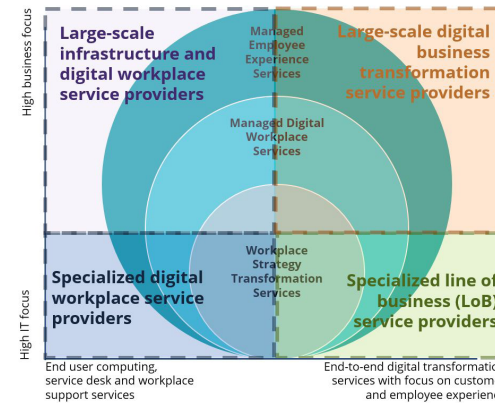 High business focus
High IT focus
Large-scale
infrastructure and
digital workplace
service providers
Managed
Employee
Experience
Services
Large-scale digital
business
transformation
service providers
Managed Digital
Workplace
Services
Specialized digital
workplace service
providers
Workplace
Strategy
Transformation
Services
Specialized line of
business (LoB)
service providers
End user computing,
service desk and workplace
support services
End-to-end digital transformatio
services with focus on custom
and employee experien